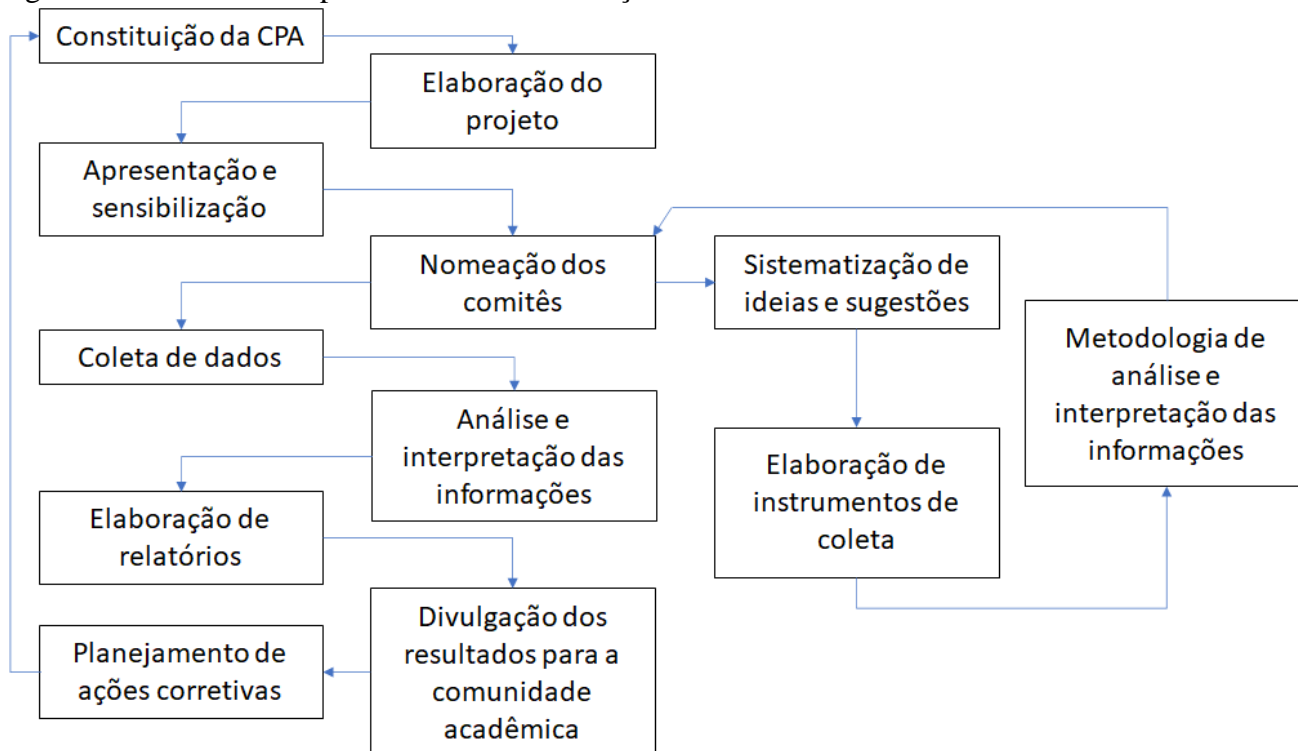 Constituição da CPA
Elaboração do
projeto
Apresentação e
sensibilização
Nomeação dos
comitês
Sistematização de
ideias e sugestões
Metodologia de
análise e
interpretação das
informações
Coleta de dados
Análise e
interpretação das
informações
Elaboração de
instrumentos de
coleta
Elaboração de
relatórios
Divulgação dos
resultados para a
comunidade
acadêmica
Planejamento de
ações corretivas